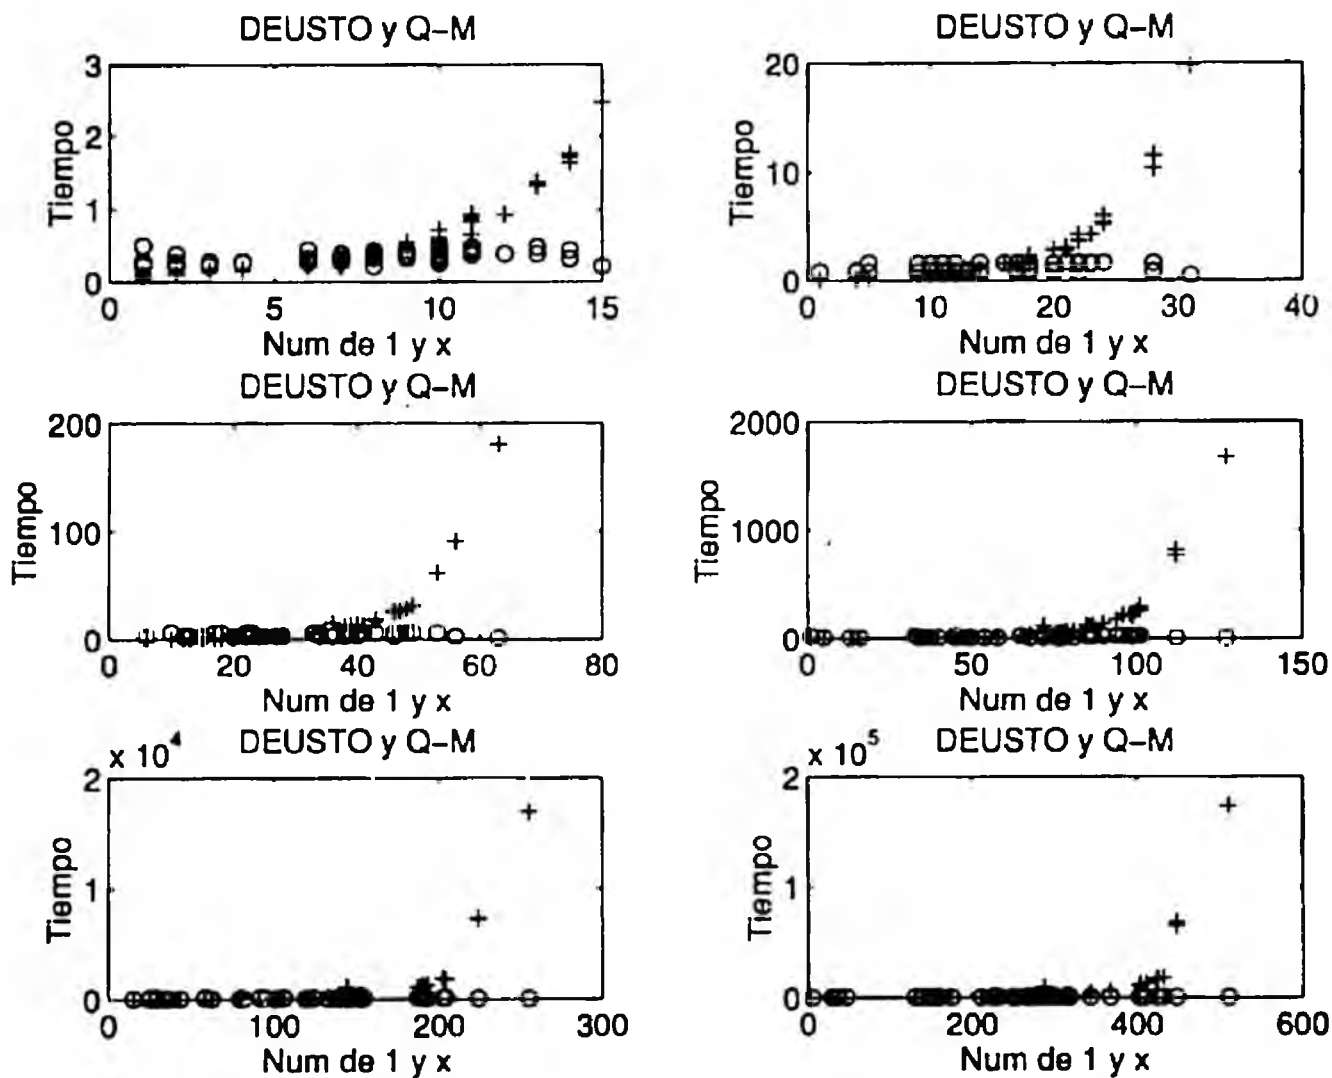 DEUSTO y Q-M
3
2
1
0
Tiempo
0 5 10 15
Num de 1 y x
DEUSTO y Q-M
20
10
0
Tiempo
0 10 20 30 40
Num de 1 y x
DEUSTO y Q-M
200
100
0
Tiempo
0 20 40 60 80
Num de 1 y x
DEUSTO y Q-M
2000
1000
0
Tiempo
0 50 100 150
Num de 1 y x
x 10^4 DEUSTO y Q-M
2
1
0
Tiempo
0 100 200 300
Num de 1 y x
x 10^5 DEUSTO y Q-M
2
1
0
Tiempo
0 200 400 600
Num de 1 y x